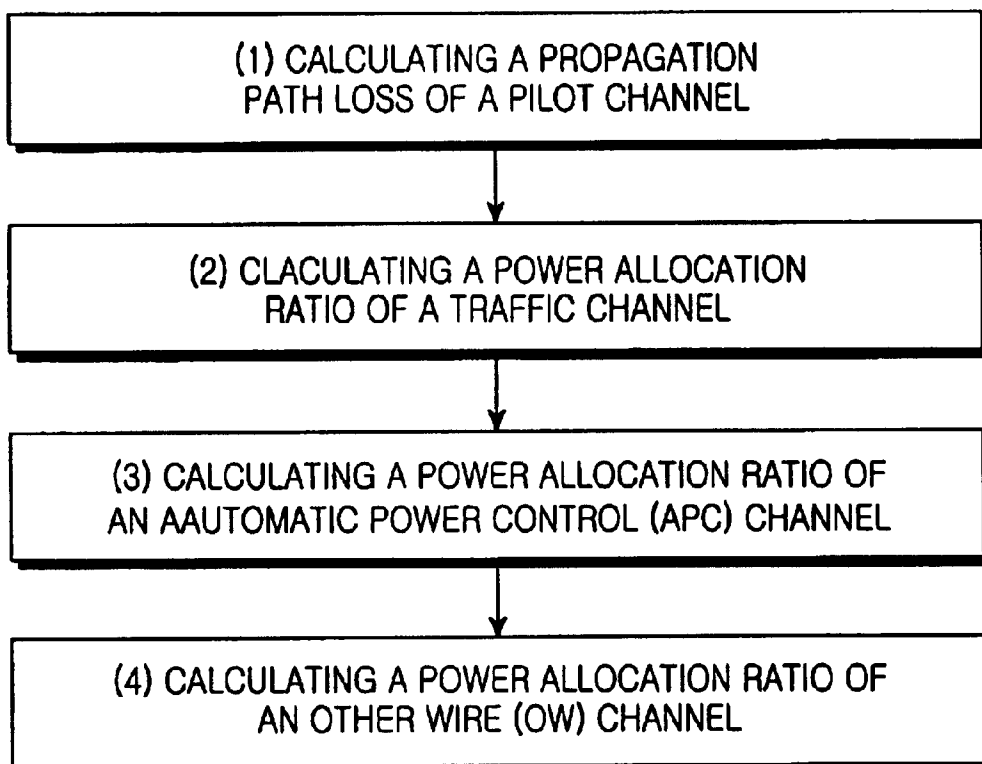 (1) CALCULATING A PROPAGATION
PATH LOSS OF A PILOT CHANNEL
(2) CLACULATING A POWER ALLOCATION
RATIO OF A TRAFFIC CHANNEL
(3) CALCULATING A POWER ALLOCATION RATIO OF
AN AAUTOMATIC POWER CONTROL (APC) CHANNEL
(4) CALCULATING A POWER ALLOCATION RATIO OF
AN OTHER WIRE (OW) CHANNEL